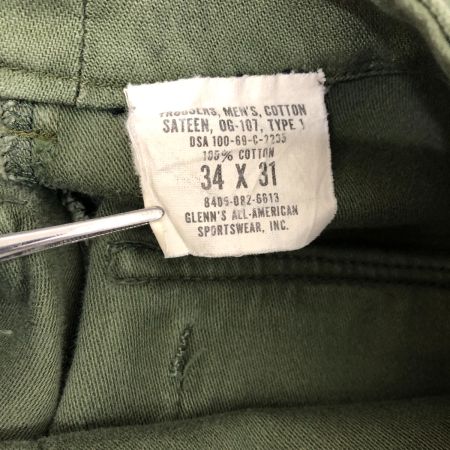 TROUSERS, MEN'S, COTTON
SATEEN, OG-107, TYPE 1
DSA 100-69-C-2235
100% COTTON
34 X 31
8405-082-6613
GLENN'S ALL-AMERICAN
SPORTSWEAR, INC.